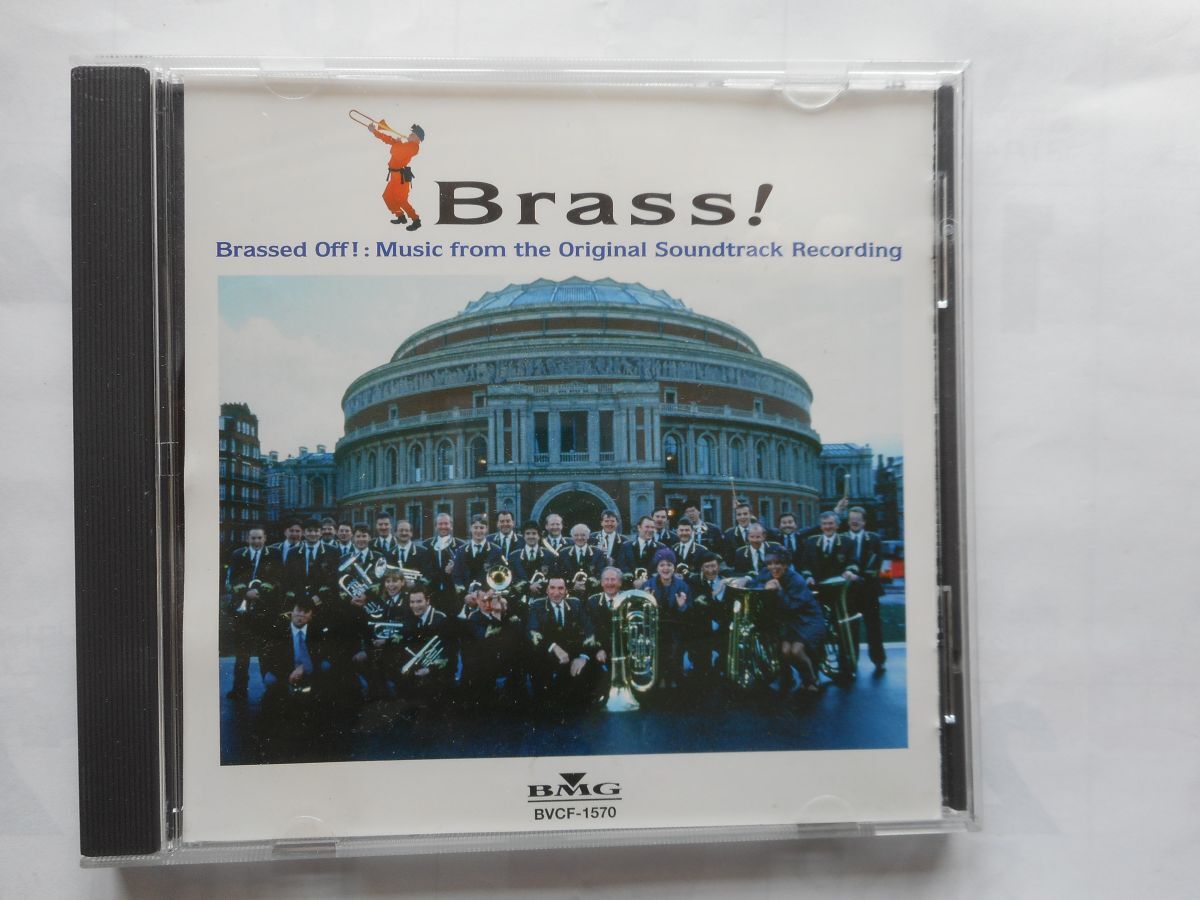 Brass!
Brassed Off!: Music from the Original Soundtrack Recording
BMG
BVCF-1570